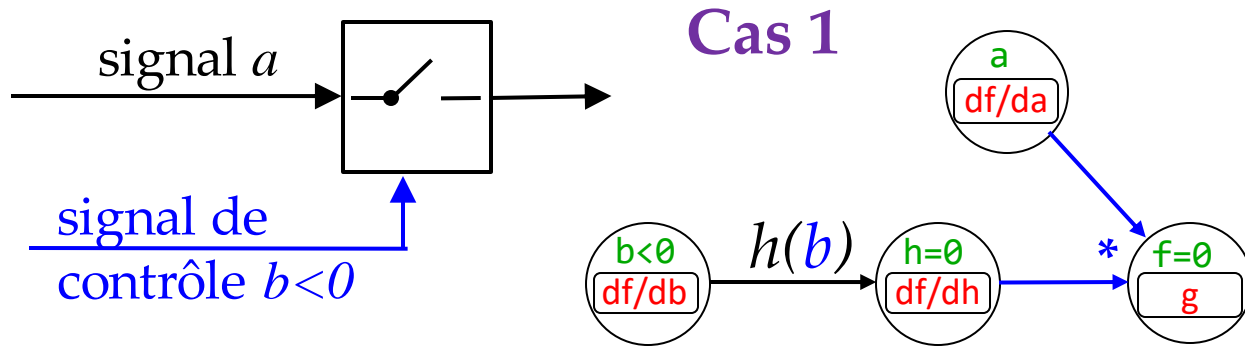 Cas 1
signal a
signal de
contrôle b<0
a
df/da
b<0
df/db
h(b)
h=0
df/dh
*
f=0
g